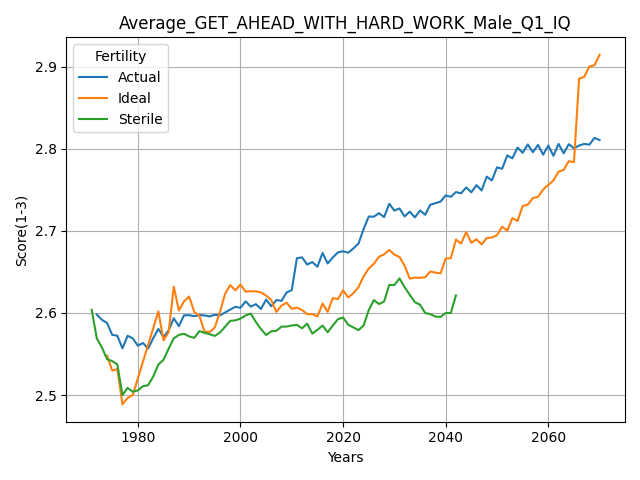 Average_GET_AHEAD_WITH_HARD_WORK_Male_Q1_IQ
Fertility
Actual
Ideal
Sterile
Score(1-3)
2.9
2.8
2.7
2.6
2.5
1980 2000 2020 2040 2060
Years